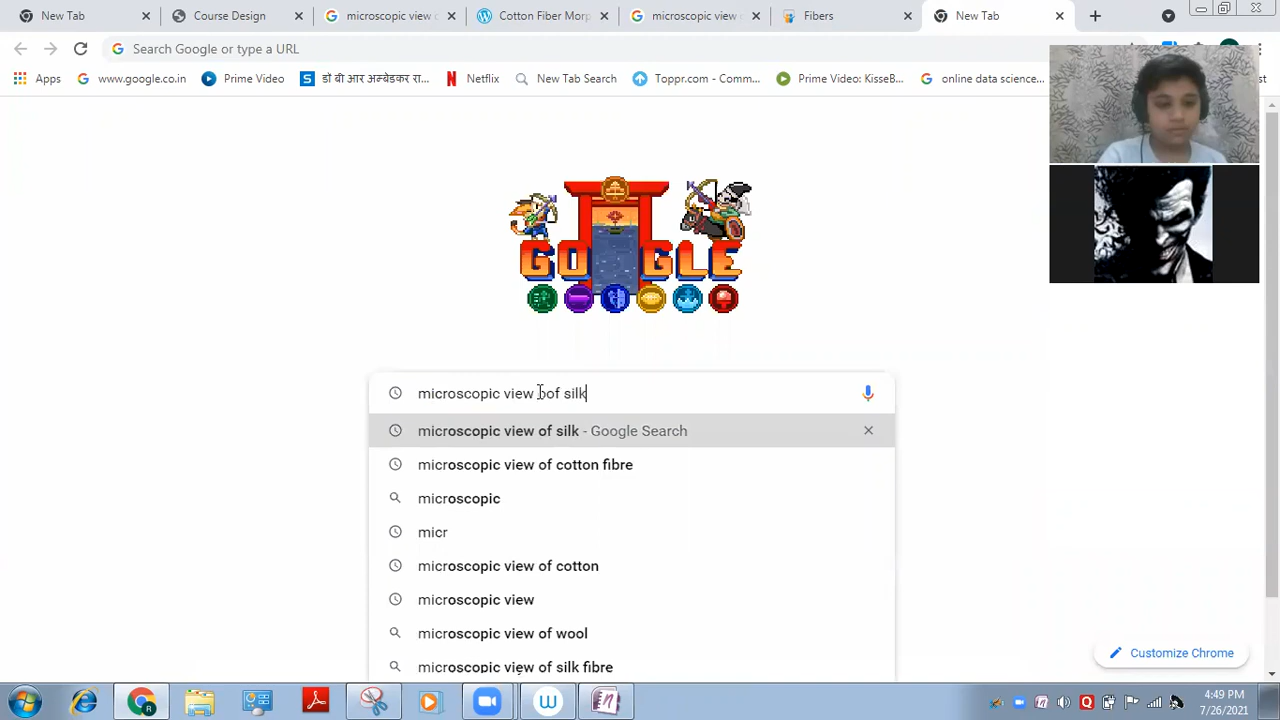 New Tab
Course Design
microscopic view o
Cotton Fiber Morp
microscopic view
Fibers
New Tab
Search Google or type a URL
Apps
www.google.co.in
Prime Video
डॉ बी आर अम्बेडकर रा...
Netflix
New Tab Search
Toppr.com - Comm...
Prime Video: KisseB...
online data science...
st
GOOGLE
microscopic view of silk
microscopic view of silk - Google Search
microscopic view of cotton fibre
microscopic
micr
microscopic view of cotton
microscopic view
microscopic view of wool
microscopic view of silk fibre
Customize Chrome
4:49 PM
7/26/2021